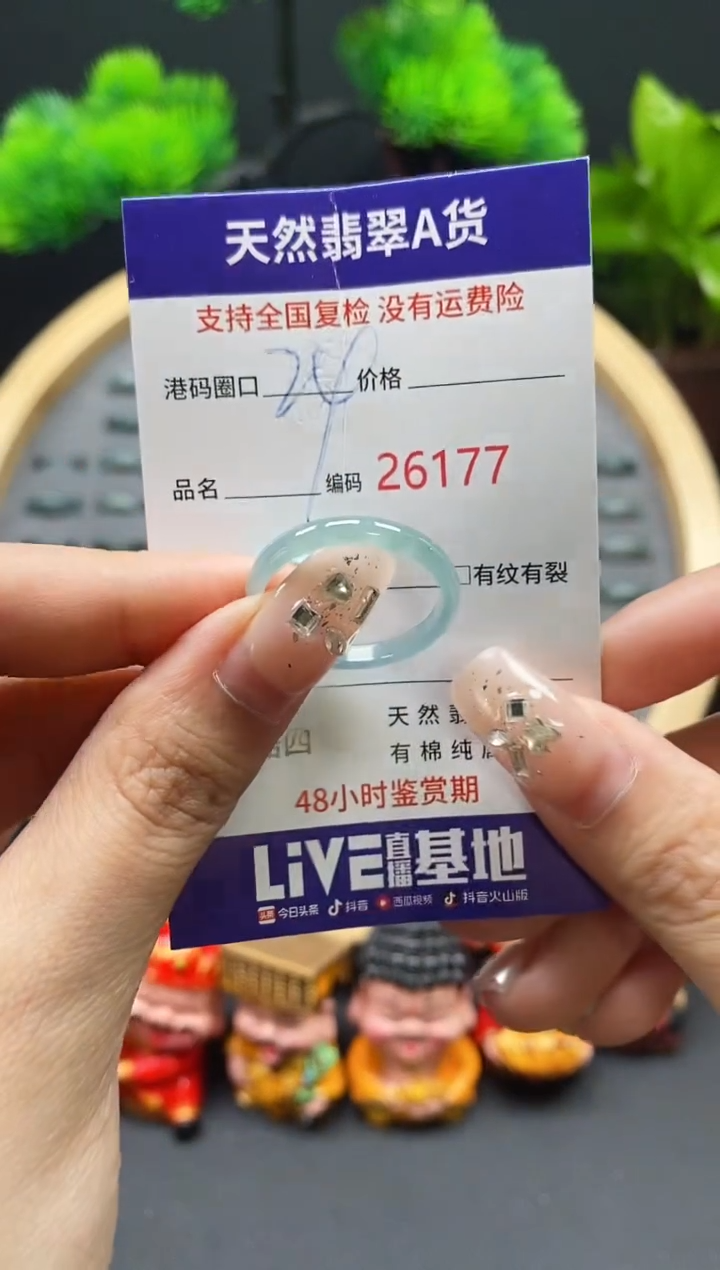 天然翡翠A货
支持全国复检 没有运费险
港码圈口 价格
品名 编码 26177
□有纹有裂
天然
有棉纯
48小时鉴赏期
LiVE直播基地
头条 今日头条 抖音 西瓜视频 抖音火山版